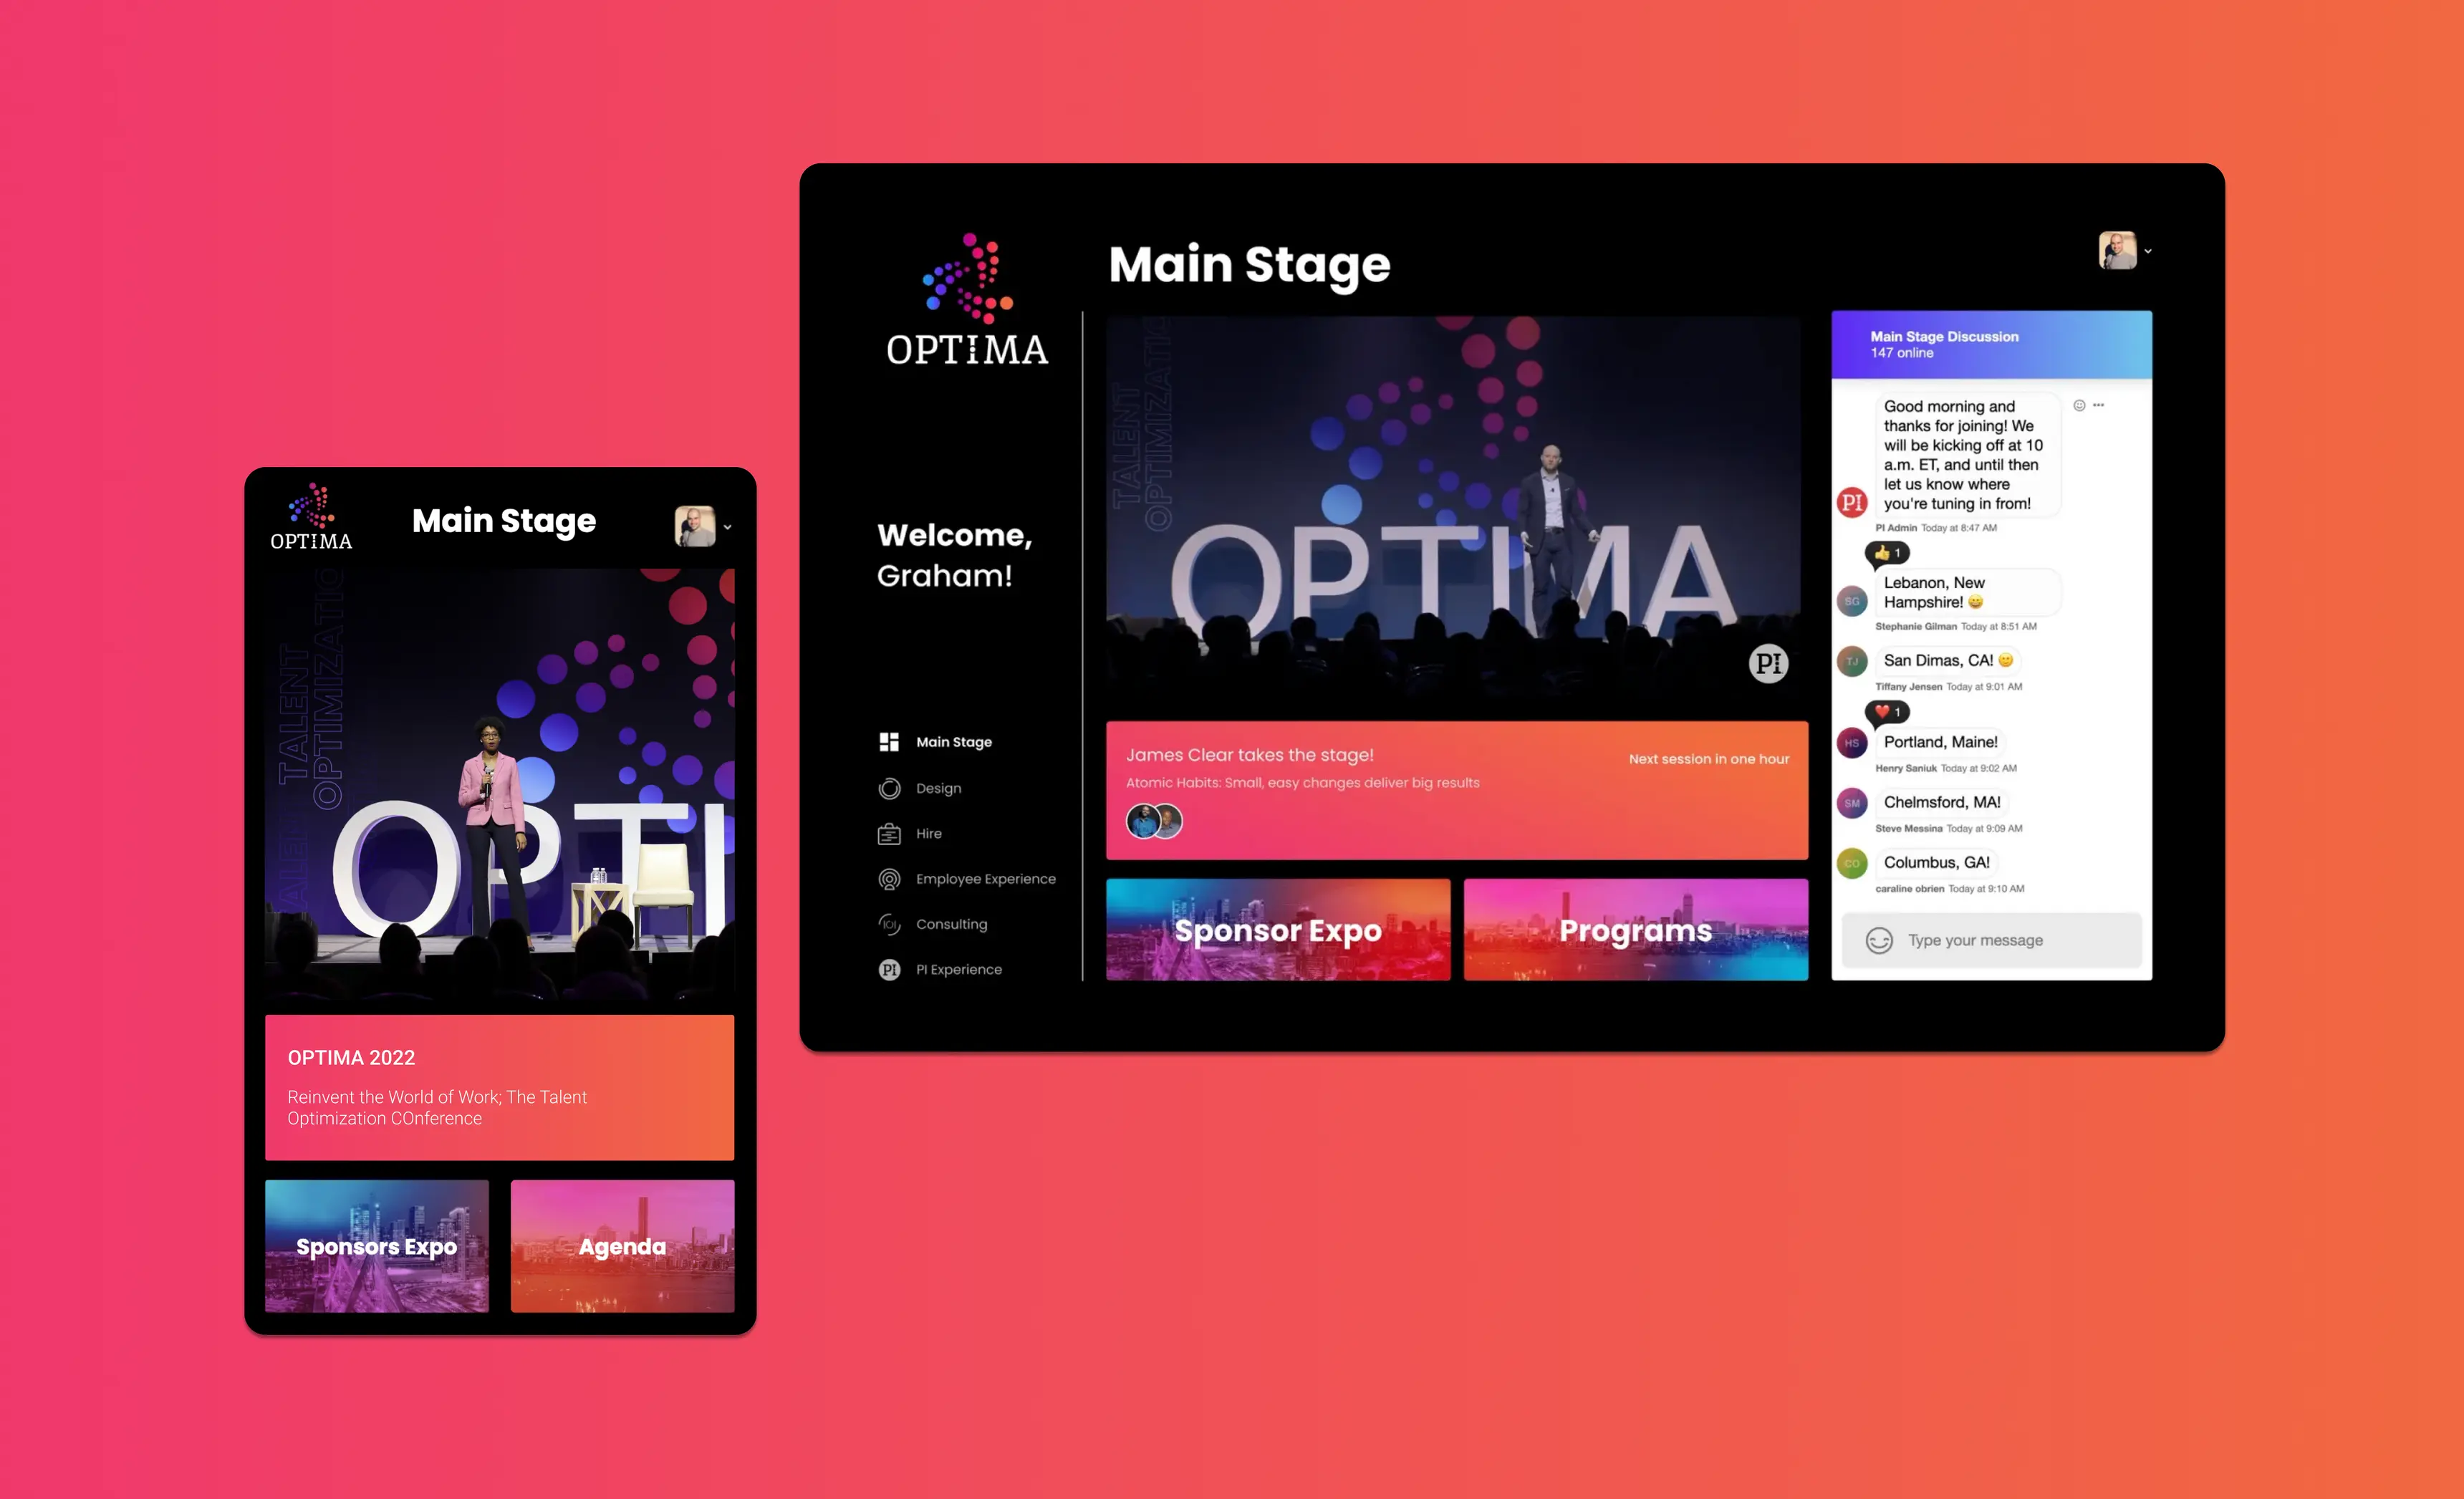 OPTIMA
Main Stage
TALENT
OPTIMIZATIO
OPTI
OPTIMA 2022
Reinvent the World of Work; The Talent
Optimization COnference
Sponsors Expo
Agenda
OPTIMA
Welcome,
Graham!
Main Stage
Design
Hire
Employee Experience
Consulting
PI
PI Experience
Main Stage
TALENT
OPTIMIZATIO
OPTIMA
PI
James Clear takes the stage!
Next session in one hour
Atomic Habits: Small, easy changes deliver big results
Sponsor Expo
Programs
Main Stage Discussion
147 online
Good morning and
thanks for joining! We
will be kicking off at 10
a.m. ET, and until then
let us know where
you're tuning in from!
PI
PI Admin Today at 8:47 AM
👍 1
Lebanon, New
Hampshire! 😄
SG
Stephanie Gilman Today at 8:51 AM
TJ
San Dimas, CA! 🙂
Tiffany Jensen Today at 9:01 AM
❤️ 1
HS
Portland, Maine!
Henry Saniuk Today at 9:02 AM
SM
Chelmsford, MA!
Steve Messina Today at 9:09 AM
CO
Columbus, GA!
caraline obrien Today at 9:10 AM
Type your message